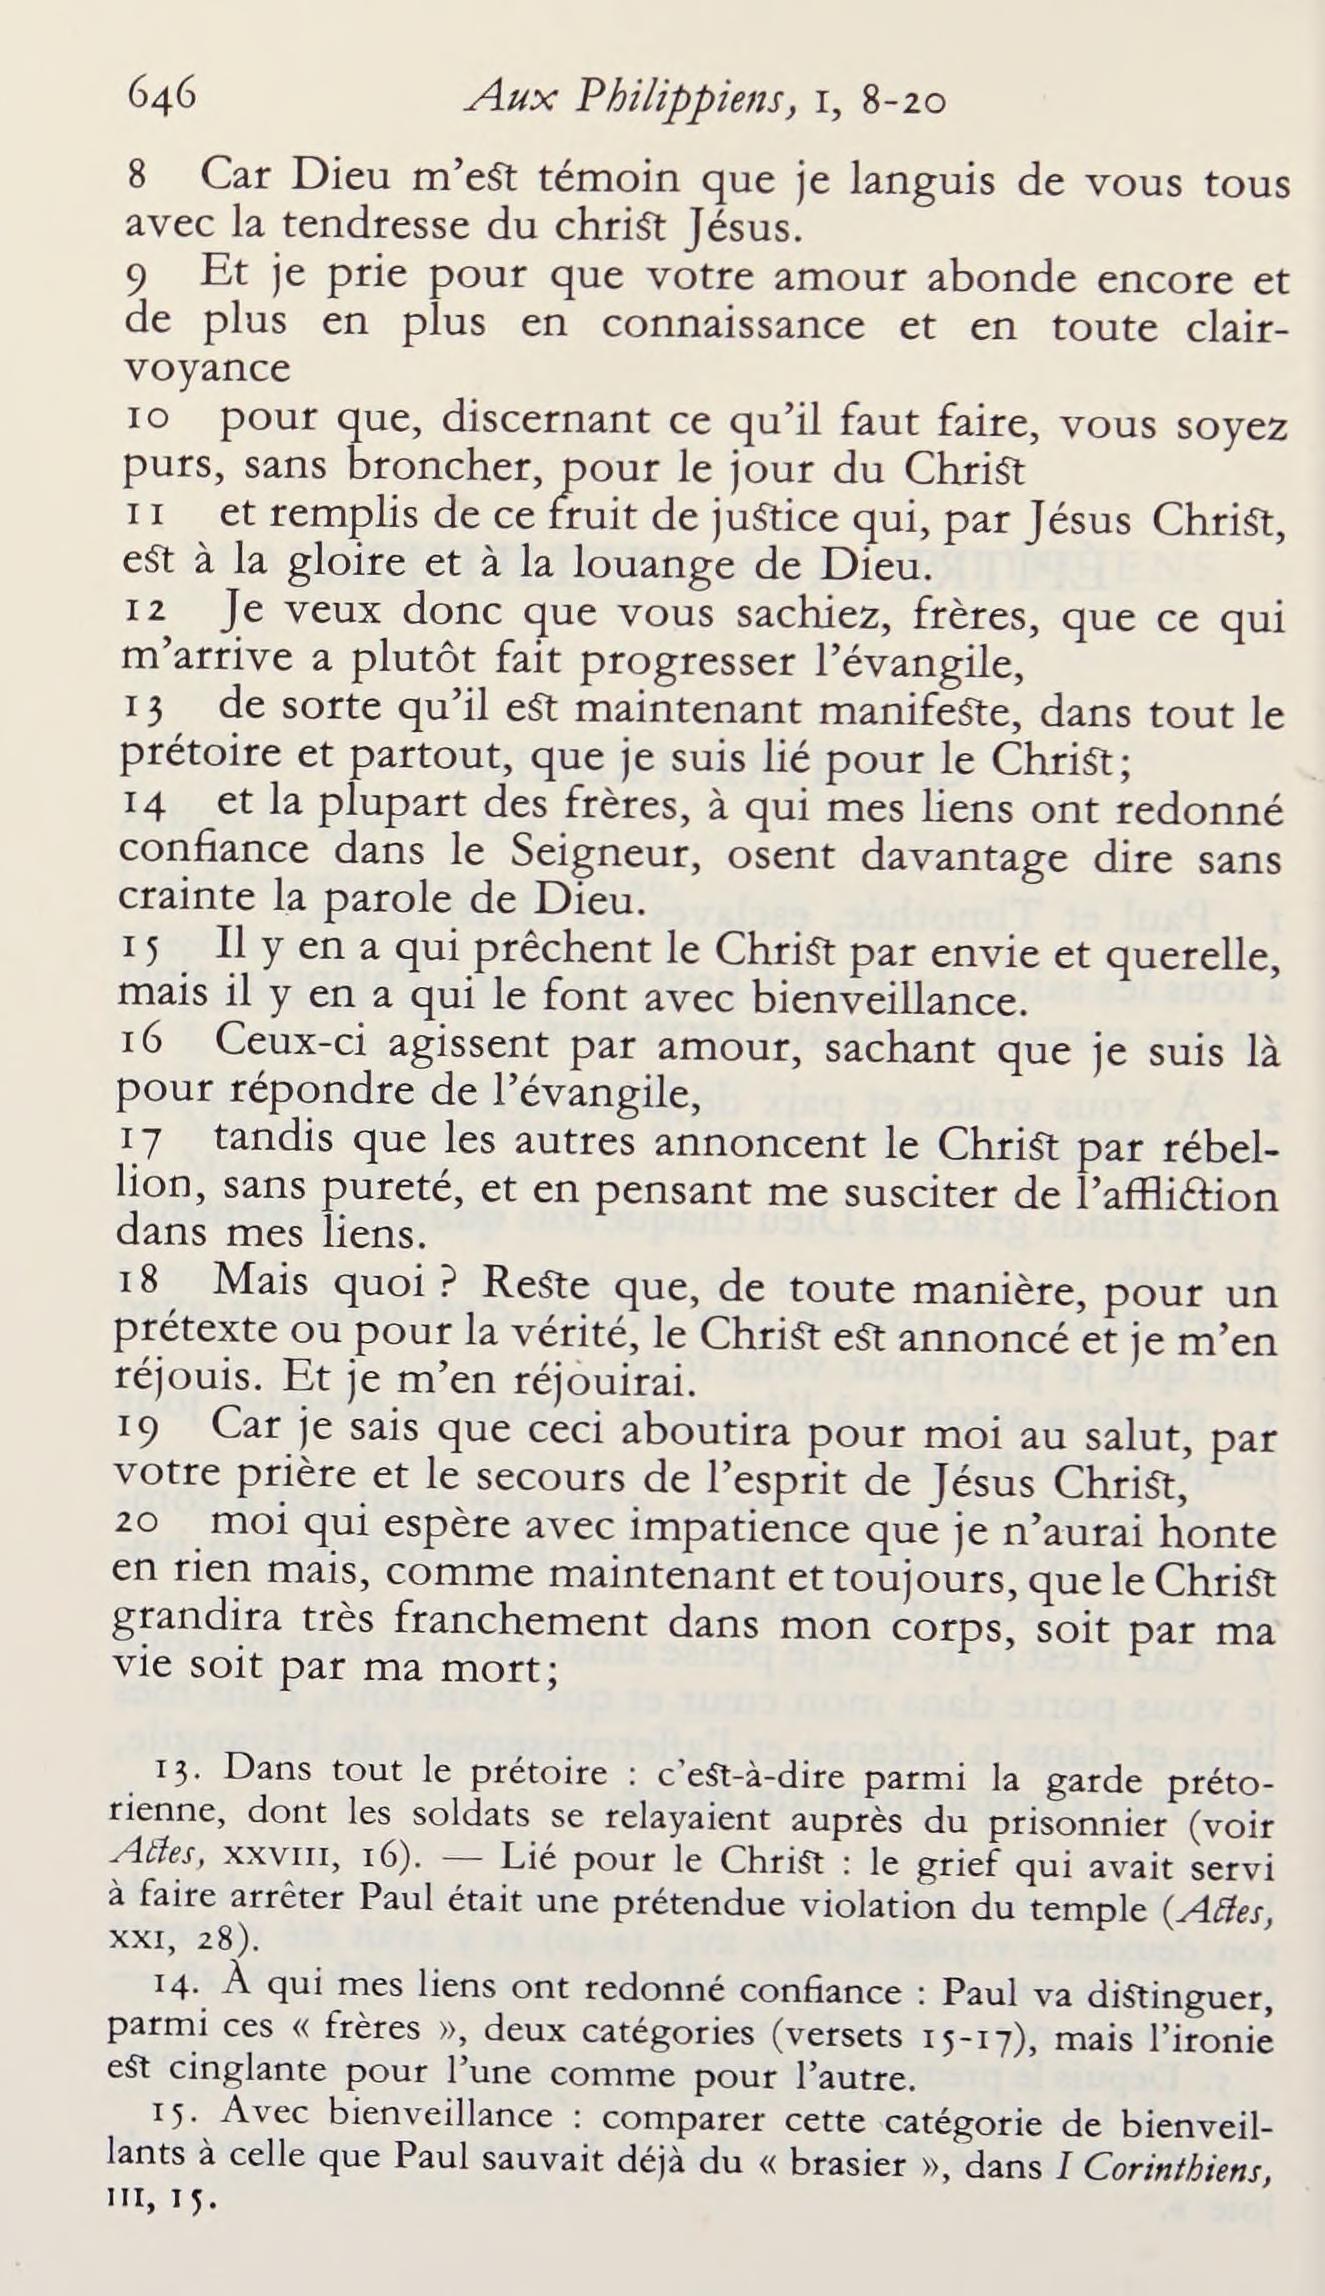 646 Aux Philippiens, I, 8-20
8 Car Dieu m'est témoin que je languis de vous tous
avec la tendresse du christ Jésus.
9 Et je prie pour que votre amour abonde encore et
de plus en plus en connaissance et en toute clair-
voyance
10 pour que, discernant ce qu'il faut faire, vous soyez
purs, sans broncher, pour le jour du Christ
11 et remplis de ce fruit de justice qui, par Jésus Christ,
est à la gloire et à la louange de Dieu.
12 Je veux donc que vous sachiez, frères, que ce qui
m'arrive a plutôt fait progresser l'évangile,
13 de sorte qu'il est maintenant manifeste, dans tout le
prétoire et partout, que je suis lié pour le Christ;
14 et la plupart des frères, à qui mes liens ont redonné
confiance dans le Seigneur, osent davantage dire sans
crainte la parole de Dieu.
15 Il y en a qui prêchent le Christ par envie et querelle,
mais il y en a qui le font avec bienveillance.
16 Ceux-ci agissent par amour, sachant que je suis là
pour répondre de l'évangile,
17 tandis que les autres annoncent le Christ par rébel-
lion, sans pureté, et en pensant me susciter de l'affliction
dans mes liens.
18 Mais quoi ? Reste que, de toute manière, pour un
prétexte ou pour la vérité, le Christ est annoncé et je m'en
réjouis. Et je m'en réjouirai.
19 Car je sais que ceci aboutira pour moi au salut, par
votre prière et le secours de l'esprit de Jésus Christ,
20 moi qui espère avec impatience que je n'aurai honte
en rien mais, comme maintenant et toujours, que le Christ
grandira très franchement dans mon corps, soit par ma
vie soit par ma mort;
13. Dans tout le prétoire : c'est-à-dire parmi la garde préto-
rienne, dont les soldats se relayaient auprès du prisonnier (voir
Actes, XXVIII, 16). — Lié pour le Christ : le grief qui avait servi
à faire arrêter Paul était une prétendue violation du temple (Actes,
XXI, 28).
14. À qui mes liens ont redonné confiance : Paul va distinguer,
parmi ces « frères », deux catégories (versets 15-17), mais l'ironie
est cinglante pour l'une comme pour l'autre.
15. Avec bienveillance : comparer cette catégorie de bienveil-
lants à celle que Paul sauvait déjà du « brasier », dans I Corinthiens,
III, 15.